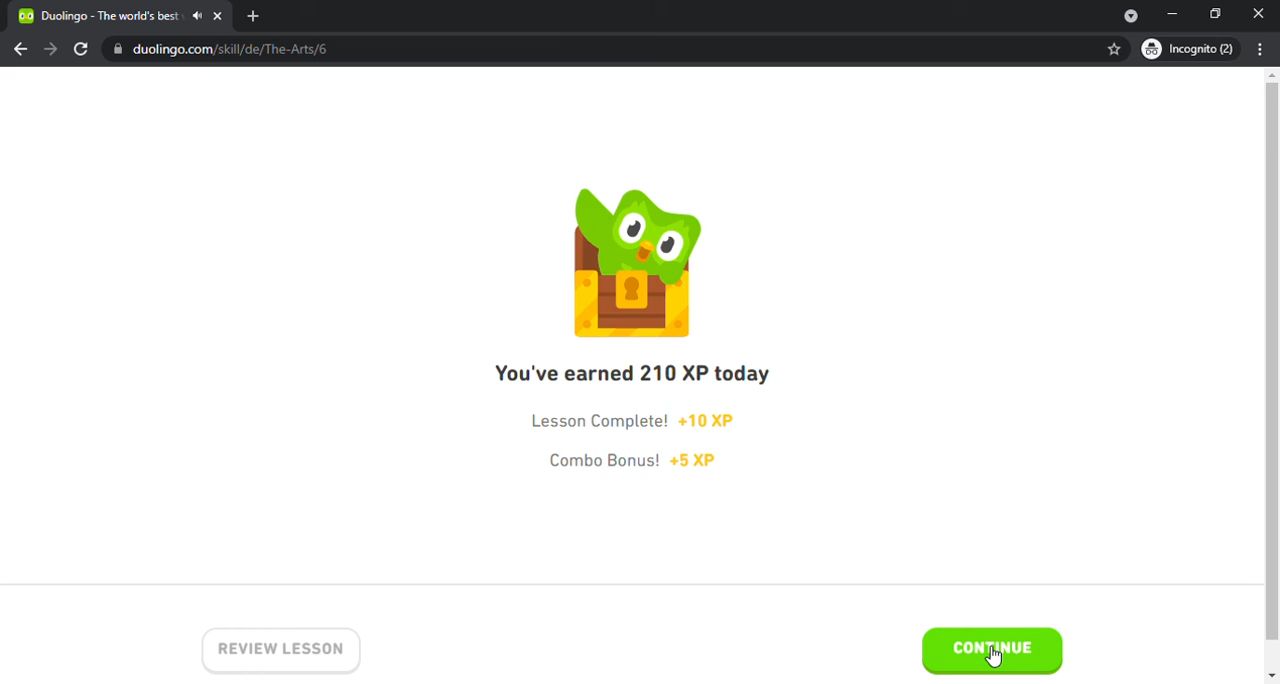 Duolingo - The world's best
duolingo.com/skill/de/The-Arts/6
Incognito (2)
You've earned 210 XP today
Lesson Complete! +10 XP
Combo Bonus! +5 XP
REVIEW LESSON
CONTINUE